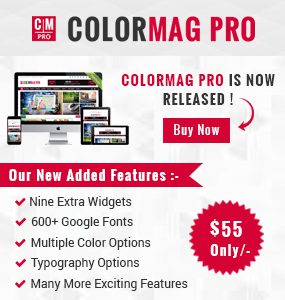 CM
PRO
COLORMAG PRO
COLORMAG PRO IS NOW
RELEASED !
Buy Now
Our New Added Features :-
Nine Extra Widgets
600+ Google Fonts
Multiple Color Options
Typography Options
Many More Exciting Features
$55
Only/-